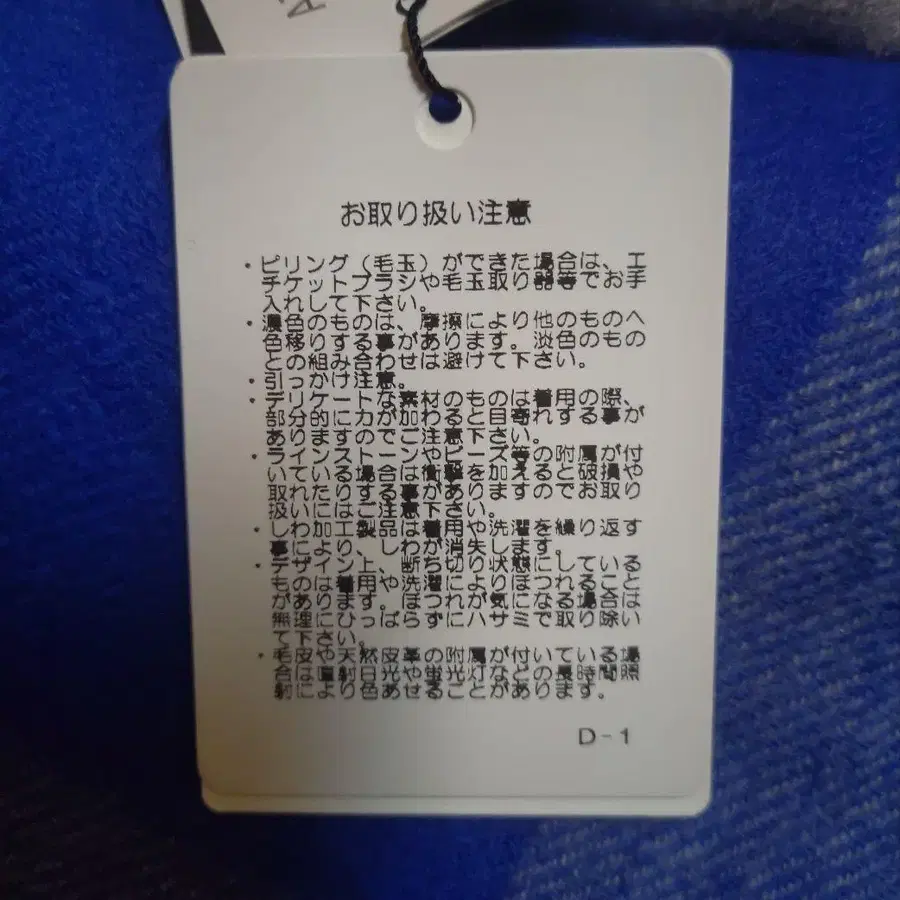 お取り扱い注意
・ピリング（毛玉）ができた場合は、エ
チケットブラシや毛玉取り器等でお手
入れして下さい。
・濃色のものは、摩擦により他のものへ
色移りする事があります。淡色のもの
との組み合わせは避けて下さい。
・引っかけ注意。
・デリケートな素材のものは着用の際、
部分的に力が加わると目寄れする事が
ありますのでご注意下さい。
・ラインストーンやビーズ等の附属が付
いている場合は衝撃を加えると破損や
取れたりする事がありますのでお取り
扱いにはご注意下さい。
・しわ加工製品は着用や洗濯を繰り返す
事により、しわが消失します。
・デザイン上、断ち切り状態にしている
ものは着用や洗濯によりほつれること
があります。ほつれが気になる場合は
無理にひっぱらずにハサミで取り除い
て下さい。
・毛皮や天然皮革の附属が付いている場
合は直射日光や蛍光灯などの長時間照
射により色あせることがあります。
D-1